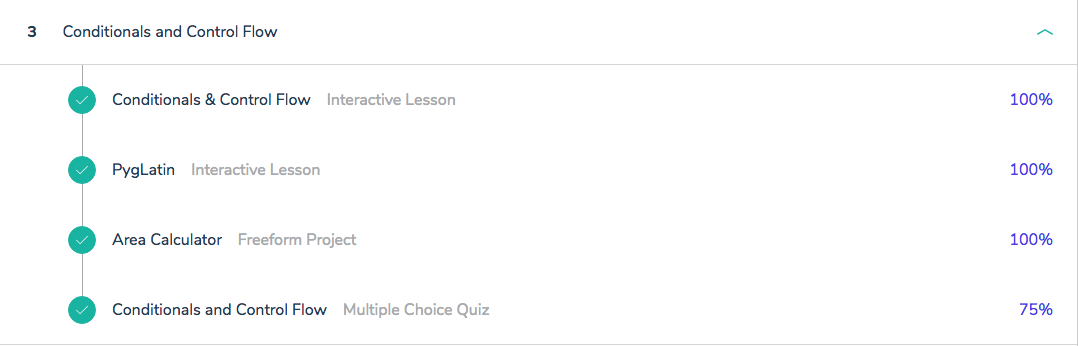 3 Conditionals and Control Flow
Conditionals & Control Flow Interactive Lesson 100%
PygLatin Interactive Lesson 100%
Area Calculator Freeform Project 100%
Conditionals and Control Flow Multiple Choice Quiz 75%